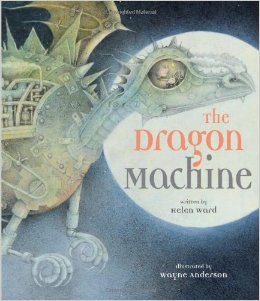 The
Dragon
Machine
written by
Helen Ward
illustrated by
Wayne Anderson